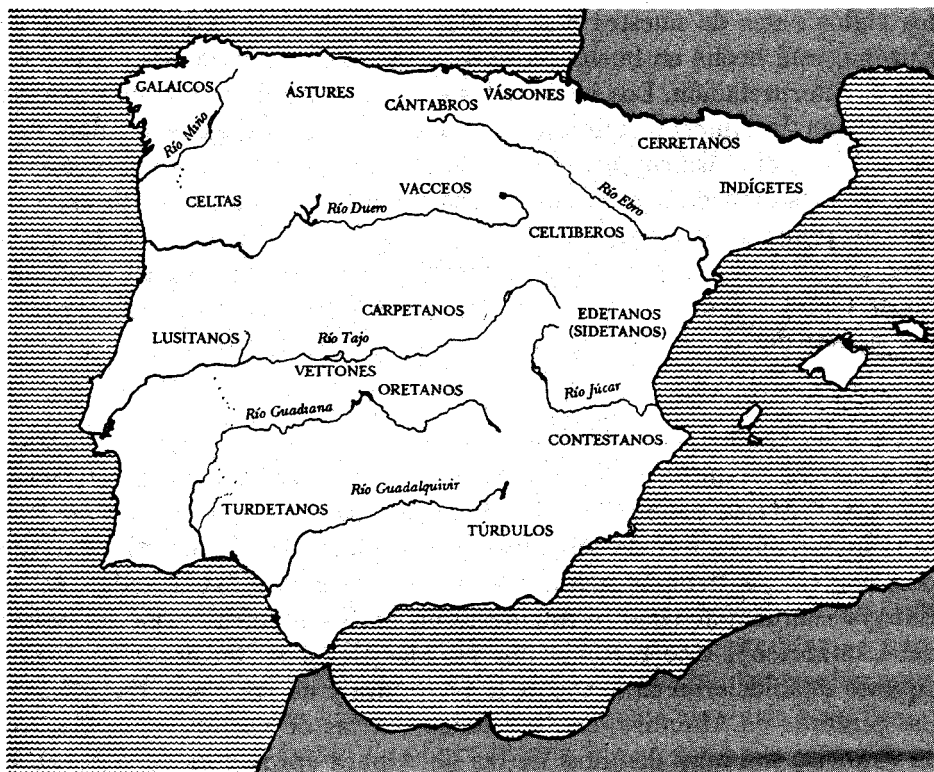 GALAICOS
ÁSTURES
CÁNTABROS
VÁSCONES
CERRETANOS
INDÍGETES
Río Miño
CELTAS
VACCEOS
Río Duero
Río Ebro
CELTIBEROS
CARPETANOS
EDETANOS
(SIDETANOS)
LUSITANOS
Río Tajo
VETTONES
ORETANOS
Río Júcar
Río Guadiana
CONTESTANOS
Río Guadalquivir
TURDETANOS
TÚRDULOS